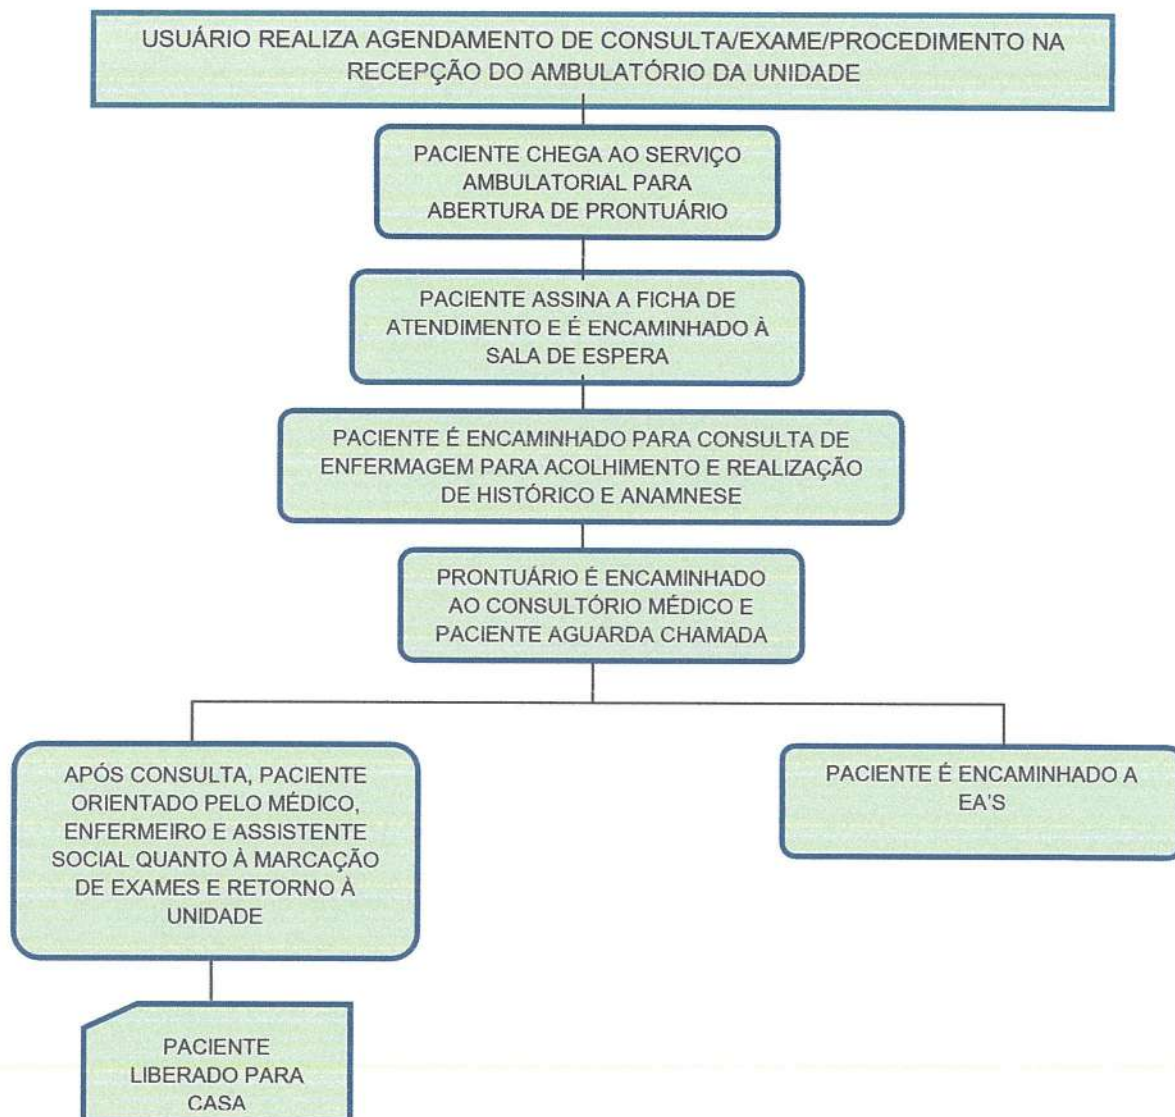 USUÁRIO REALIZA AGENDAMENTO DE CONSULTA/EXAME/PROCEDIMENTO NA
RECEPÇÃO DO AMBULATÓRIO DA UNIDADE
PACIENTE CHEGA AO SERVIÇO
AMBULATORIAL PARA
ABERTURA DE PRONTUÁRIO
PACIENTE ASSINA A FICHA DE
ATENDIMENTO E É ENCAMINHADO À
SALA DE ESPERA
PACIENTE É ENCAMINHADO PARA CONSULTA DE
ENFERMAGEM PARA ACOLHIMENTO E REALIZAÇÃO
DE HISTÓRICO E ANAMNESE
PRONTUÁRIO É ENCAMINHADO
AO CONSULTÓRIO MÉDICO E
PACIENTE AGUARDA CHAMADA
APÓS CONSULTA, PACIENTE
ORIENTADO PELO MÉDICO,
ENFERMEIRO E ASSISTENTE
SOCIAL QUANTO À MARCAÇÃO
DE EXAMES E RETORNO À
UNIDADE
PACIENTE É ENCAMINHADO A
EA'S
PACIENTE
LIBERADO PARA
CASA